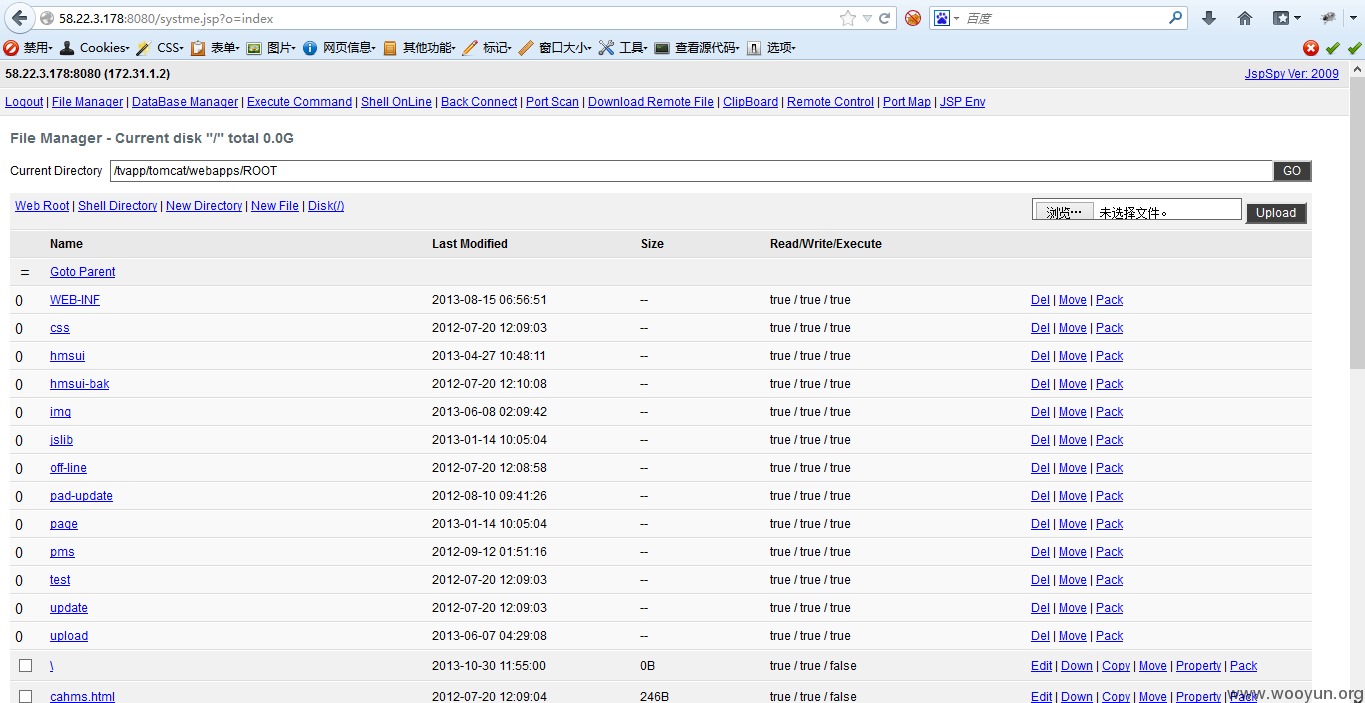 58.22.3.178:8080/systme.jsp?o=index
百度
禁用 Cookies CSS 表单 图片 网页信息 其他功能 标记 窗口大小 工具 查看源代码 选项
58.22.3.178:8080 (172.31.1.2) JspSpy Ver: 2009
Logout | File Manager | DataBase Manager | Execute Command | Shell OnLine | Back Connect | Port Scan | Download Remote File | ClipBoard | Remote Control | Port Map | JSP Env
File Manager - Current disk "/" total 0.0G
Current Directory /tvapp/tomcat/webapps/ROOT GO
Web Root | Shell Directory | New Directory | New File | Disk(/) 浏览… 未选择文件。 Upload
Name Last Modified Size Read/Write/Execute
= Goto Parent
0 WEB-INF 2013-08-15 06:56:51 -- true / true / true Del | Move | Pack
0 css 2012-07-20 12:09:03 -- true / true / true Del | Move | Pack
0 hmsui 2013-04-27 10:48:11 -- true / true / true Del | Move | Pack
0 hmsui-bak 2012-07-20 12:10:08 -- true / true / true Del | Move | Pack
0 img 2013-06-08 02:09:42 -- true / true / true Del | Move | Pack
0 jslib 2013-01-14 10:05:04 -- true / true / true Del | Move | Pack
0 off-line 2012-07-20 12:08:58 -- true / true / true Del | Move | Pack
0 pad-update 2012-08-10 09:41:26 -- true / true / true Del | Move | Pack
0 page 2013-01-14 10:05:04 -- true / true / true Del | Move | Pack
0 pms 2012-09-12 01:51:16 -- true / true / true Del | Move | Pack
0 test 2012-07-20 12:09:03 -- true / true / true Del | Move | Pack
0 update 2012-07-20 12:09:03 -- true / true / true Del | Move | Pack
0 upload 2013-06-07 04:29:08 -- true / true / true Del | Move | Pack
\ 2013-10-30 11:55:00 0B true / true / false Edit | Down | Copy | Move | Property | Pack
cahms.html 2012-07-20 12:09:04 246B true / true / false Edit | Down | Copy | Move | Property | Pack
www.wooyun.org